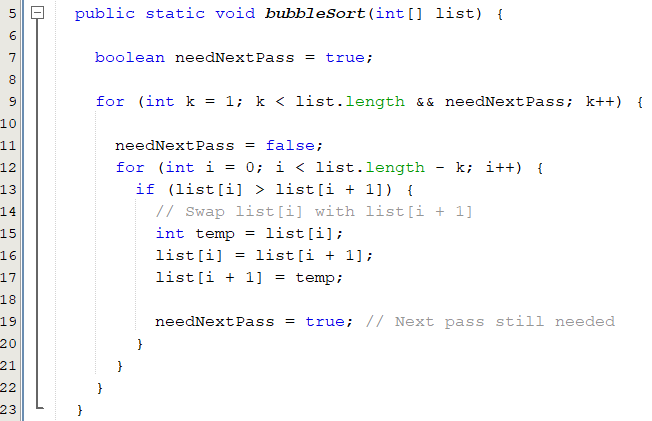 5 public static void bubbleSort(int[] list) {
6
7 boolean needNextPass = true;
8
9 for (int k = 1; k < list.length && needNextPass; k++) {
10
11 needNextPass = false;
12 for (int i = 0; i < list.length - k; i++) {
13 if (list[i] > list[i + 1]) {
14 // Swap list[i] with list[i + 1]
15 int temp = list[i];
16 list[i] = list[i + 1];
17 list[i + 1] = temp;
18
19 needNextPass = true; // Next pass still needed
20 }
21 }
22 }
23 }